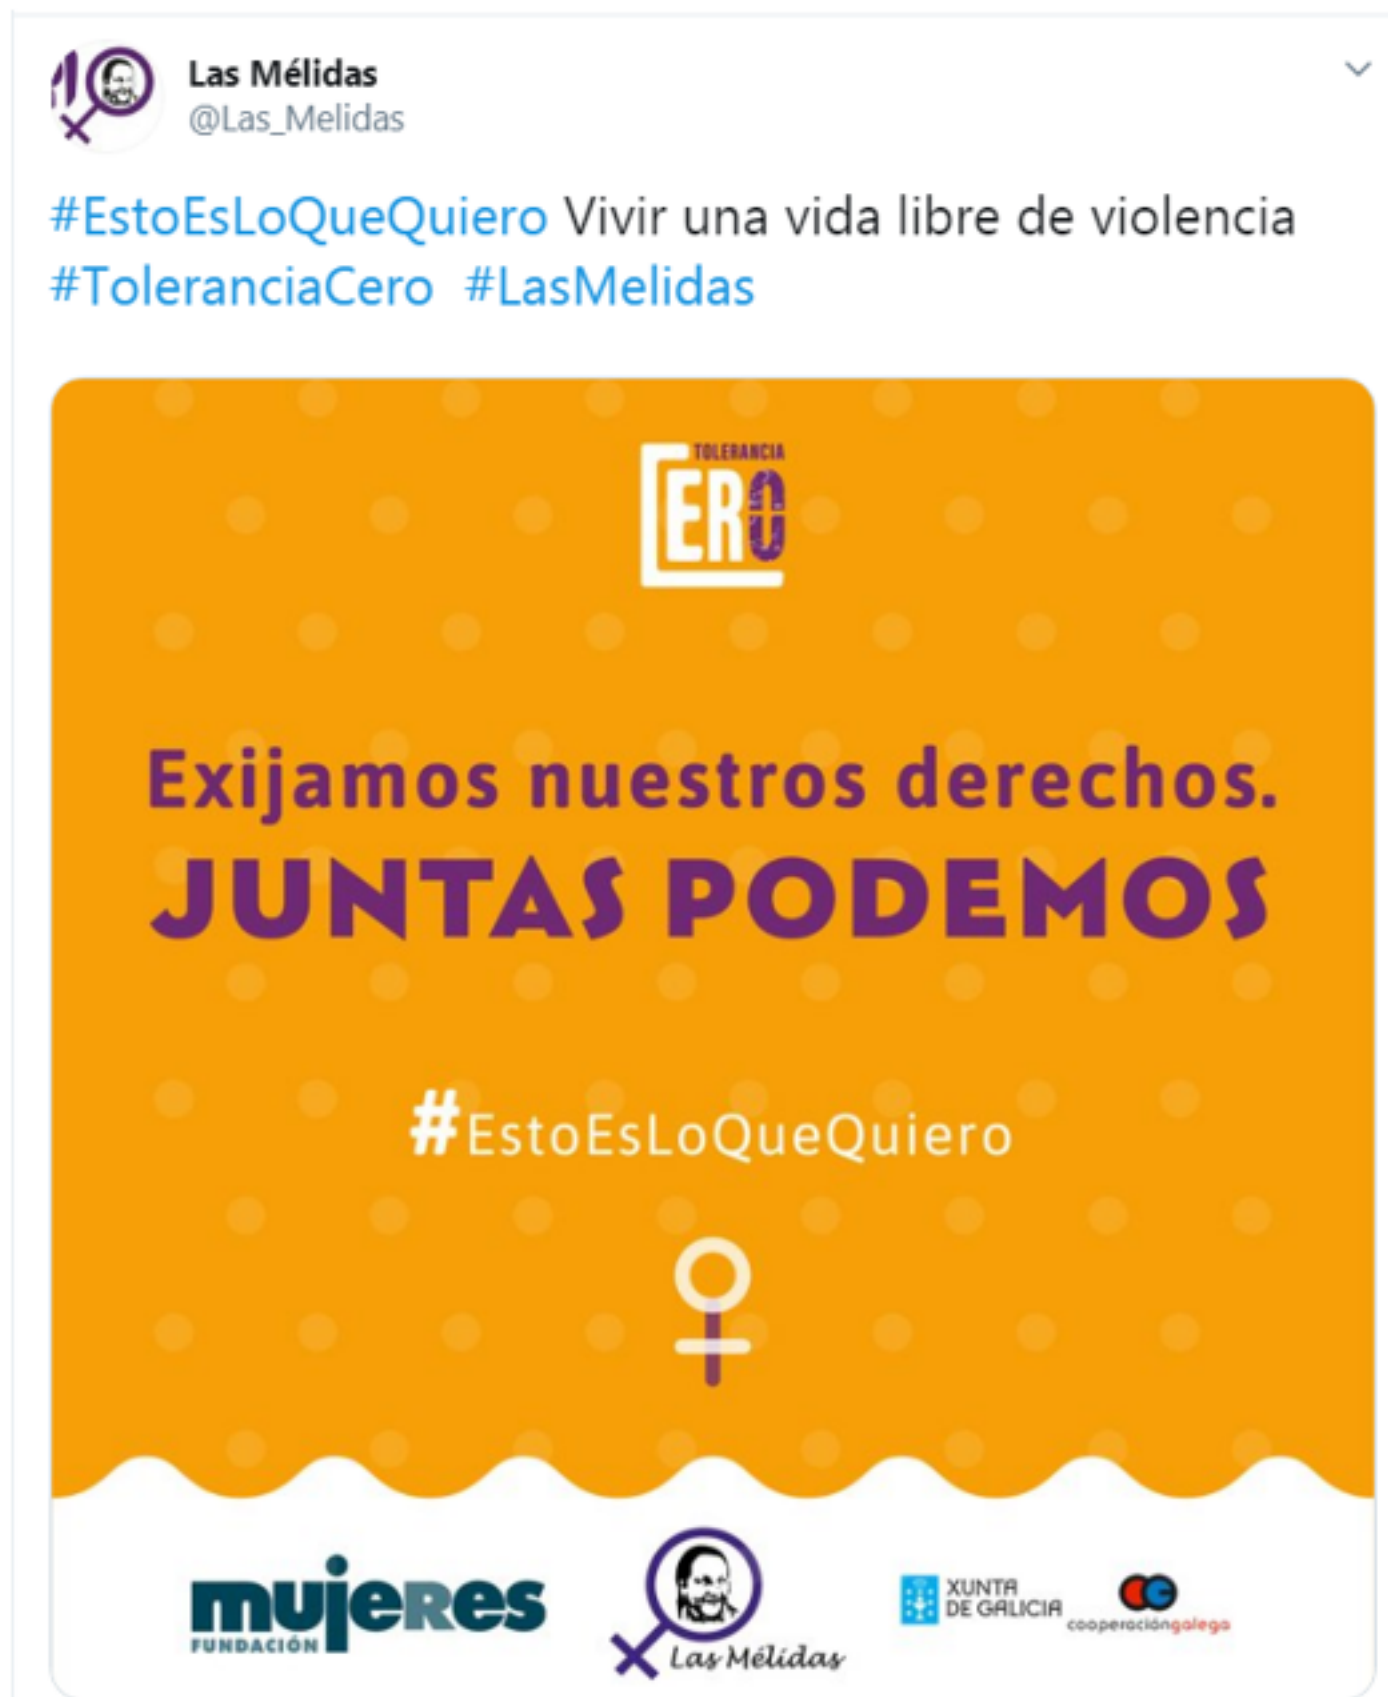 Las Mélidas
@Las_Melidas
#EstoEsLoQueQuiero Vivir una vida libre de violencia
#ToleranciaCero #LasMelidas
TOLERANCIA
CERO
Exijamos nuestros derechos.
JUNTAS PODEMOS
#EstoEsLoQueQuiero
mujeRes
FUNDACIÓN
Las Mélidas
XUNTA
DE GALICIA
cooperacióngalega